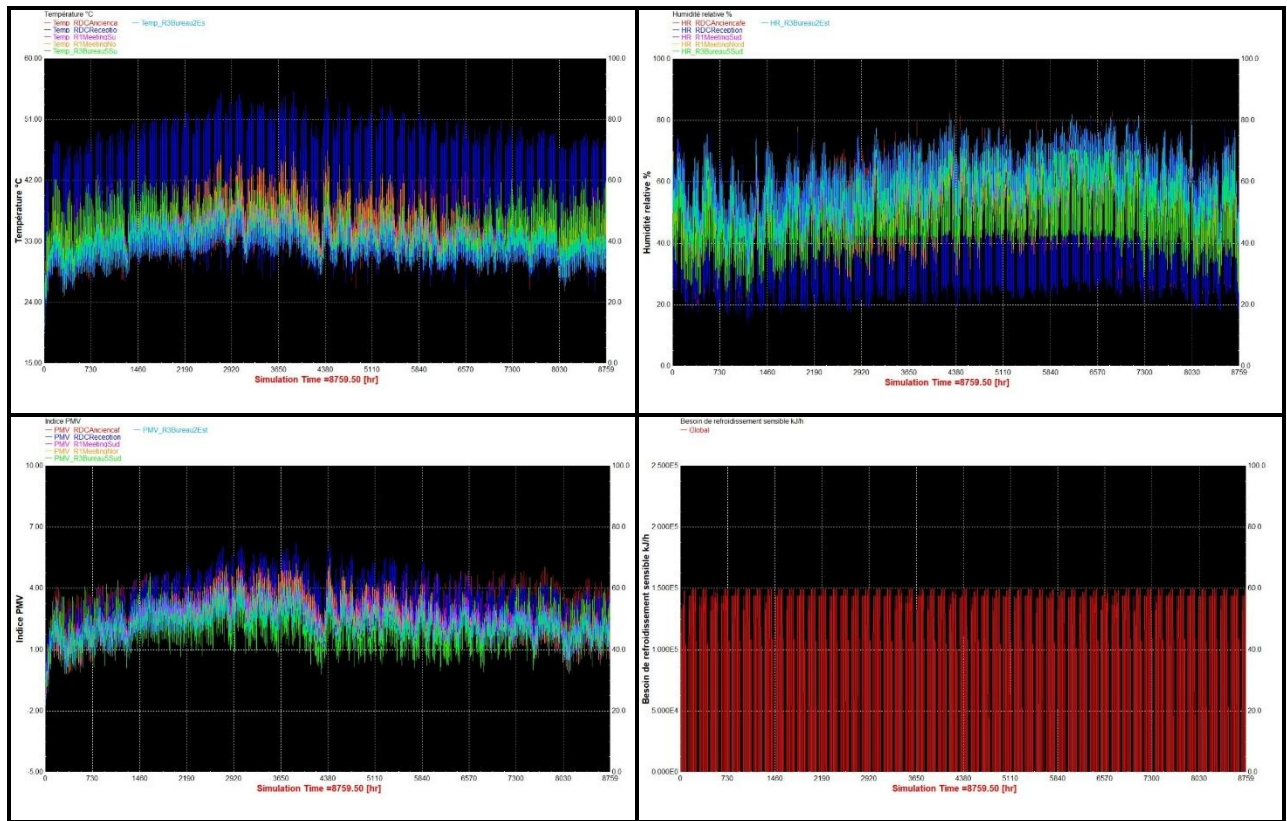 Température °C
Temp_RDCAncienca Temp_R3Bureau2Es
Temp_RDCReceptio
Temp_R1MeetingSu
Temp_R1MeetingNo
Temp_R3Bureau5Su
60.00 100.0
51.00 80.0
42.00 60.0
33.00 40.0
24.00 20.0
15.00 0.0
Température °C
0 730 1460 2190 2920 3650 4380 5110 5840 6570 7300 8030 8759
Simulation Time =8759.50 [hr]
Humidité relative %
HR_RDCAnciencafe HR_R3Bureau2Est
HR_RDCReception
HR_R1MeetingSud
HR_R1MeetingNord
HR_R3Bureau5Sud
100.0 100.0
80.0 80.0
60.0 60.0
40.0 40.0
20.0 20.0
0.0 0.0
Humidité relative %
0 730 1460 2190 2920 3650 4380 5110 5840 6570 7300 8030 8759
Simulation Time =8759.50 [hr]
Indice PMV
PMV_RDCAnciencaf PMV_R3Bureau2Est
PMV_RDCReception
PMV_R1MeetingSud
PMV_R1MeetingNor
PMV_R3Bureau5Sud
10.00 100.0
7.00 80.0
4.00 60.0
1.00 40.0
-2.00 20.0
-5.00 0.0
Indice PMV
0 730 1460 2190 2920 3650 4380 5110 5840 6570 7300 8030 8759
Simulation Time =8759.50 [hr]
Besoin de refroidissement sensible kJ/h
Global
2.500E5 100.0
2.000E5 80.0
1.500E5 60.0
1.000E5 40.0
5.000E4 20.0
0.000E0 0.0
Besoin de refroidissement sensible kJ/h
0 730 1460 2190 2920 3650 4380 5110 5840 6570 7300 8030 8759
Simulation Time =8759.50 [hr]